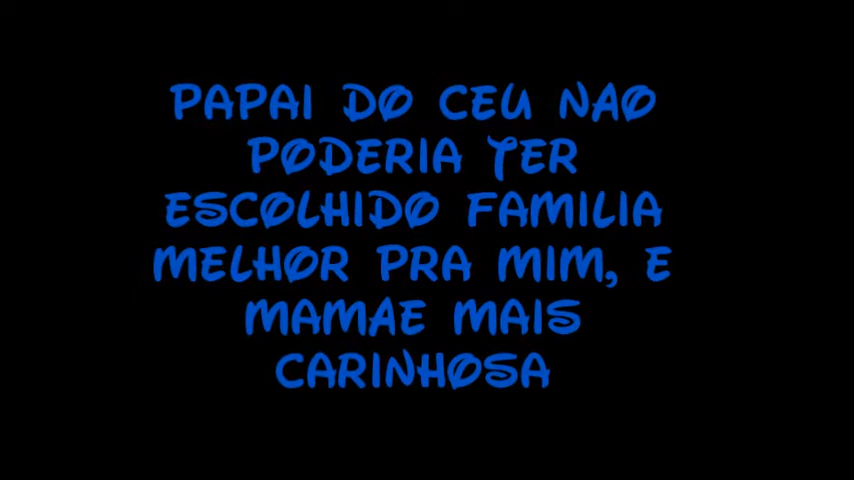 PAPAI DO CEU NAO
PODERIA TER
ESCOLHIDO FAMILIA
MELHOR PRA MIM, E
MAMAE MAIS
CARINHOSA